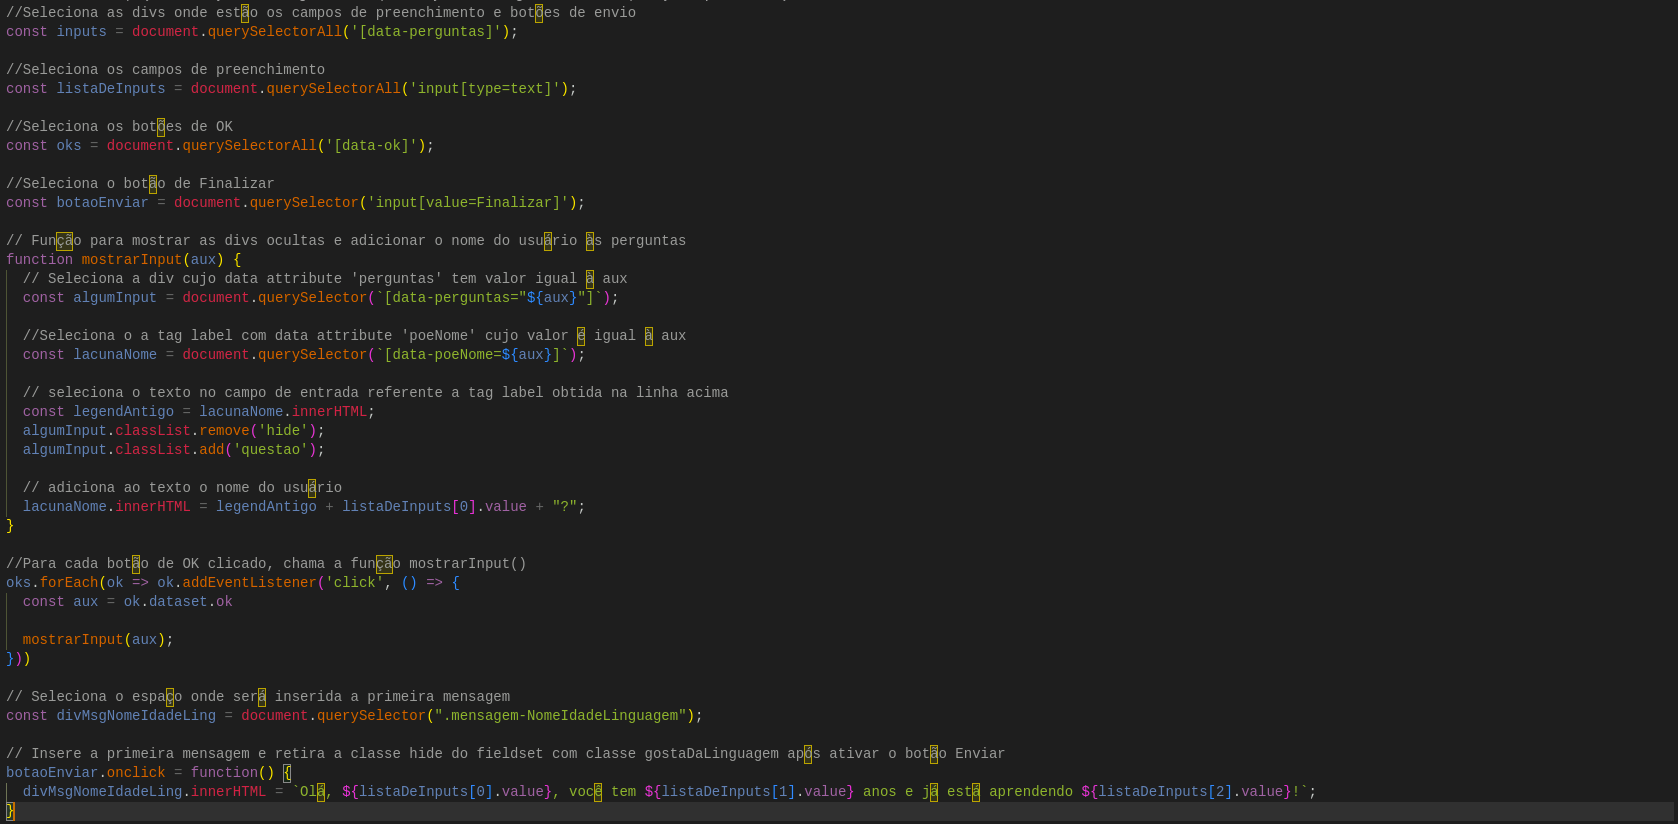 //Seleciona as divs onde estão os campos de preenchimento e botões de envio
const inputs = document.querySelectorAll('[data-perguntas]');
//Seleciona os campos de preenchimento
const listaDeInputs = document.querySelectorAll('input[type=text]');
//Seleciona os botões de OK
const oks = document.querySelectorAll('[data-ok]');
//Seleciona o botão de Finalizar
const botaoEnviar = document.querySelector('input[value=Finalizar]');
// Função para mostrar as divs ocultas e adicionar o nome do usuário às perguntas
function mostrarInput(aux) {
  // Seleciona a div cujo data attribute 'perguntas' tem valor igual à aux
  const algumInput = document.querySelector(`[data-perguntas="${aux}"]`);
  //Seleciona o a tag label com data attribute 'poeNome' cujo valor é igual à aux
  const lacunaNome = document.querySelector(`[data-poeNome=${aux}]`);
  // seleciona o texto no campo de entrada referente a tag label obtida na linha acima
  const legendAntigo = lacunaNome.innerHTML;
  algumInput.classList.remove('hide');
  algumInput.classList.add('questao');
  // adiciona ao texto o nome do usuário
  lacunaNome.innerHTML = legendAntigo + listaDeInputs[0].value + "?";
}
//Para cada botão de OK clicado, chama a função mostrarInput()
oks.forEach(ok => ok.addEventListener('click', () => {
  const aux = ok.dataset.ok
  mostrarInput(aux);
}))
// Seleciona o espaço onde será inserida a primeira mensagem
const divMsgNomeIdadeLing = document.querySelector(".mensagem-NomeIdadeLinguagem");
// Insere a primeira mensagem e retira a classe hide do fieldset com classe gostaDaLinguagem após ativar o botão Enviar
botaoEnviar.onclick = function() {
  divMsgNomeIdadeLing.innerHTML = `Olá, ${listaDeInputs[0].value}, você tem ${listaDeInputs[1].value} anos e já está aprendendo ${listaDeInputs[2].value}!`;
}